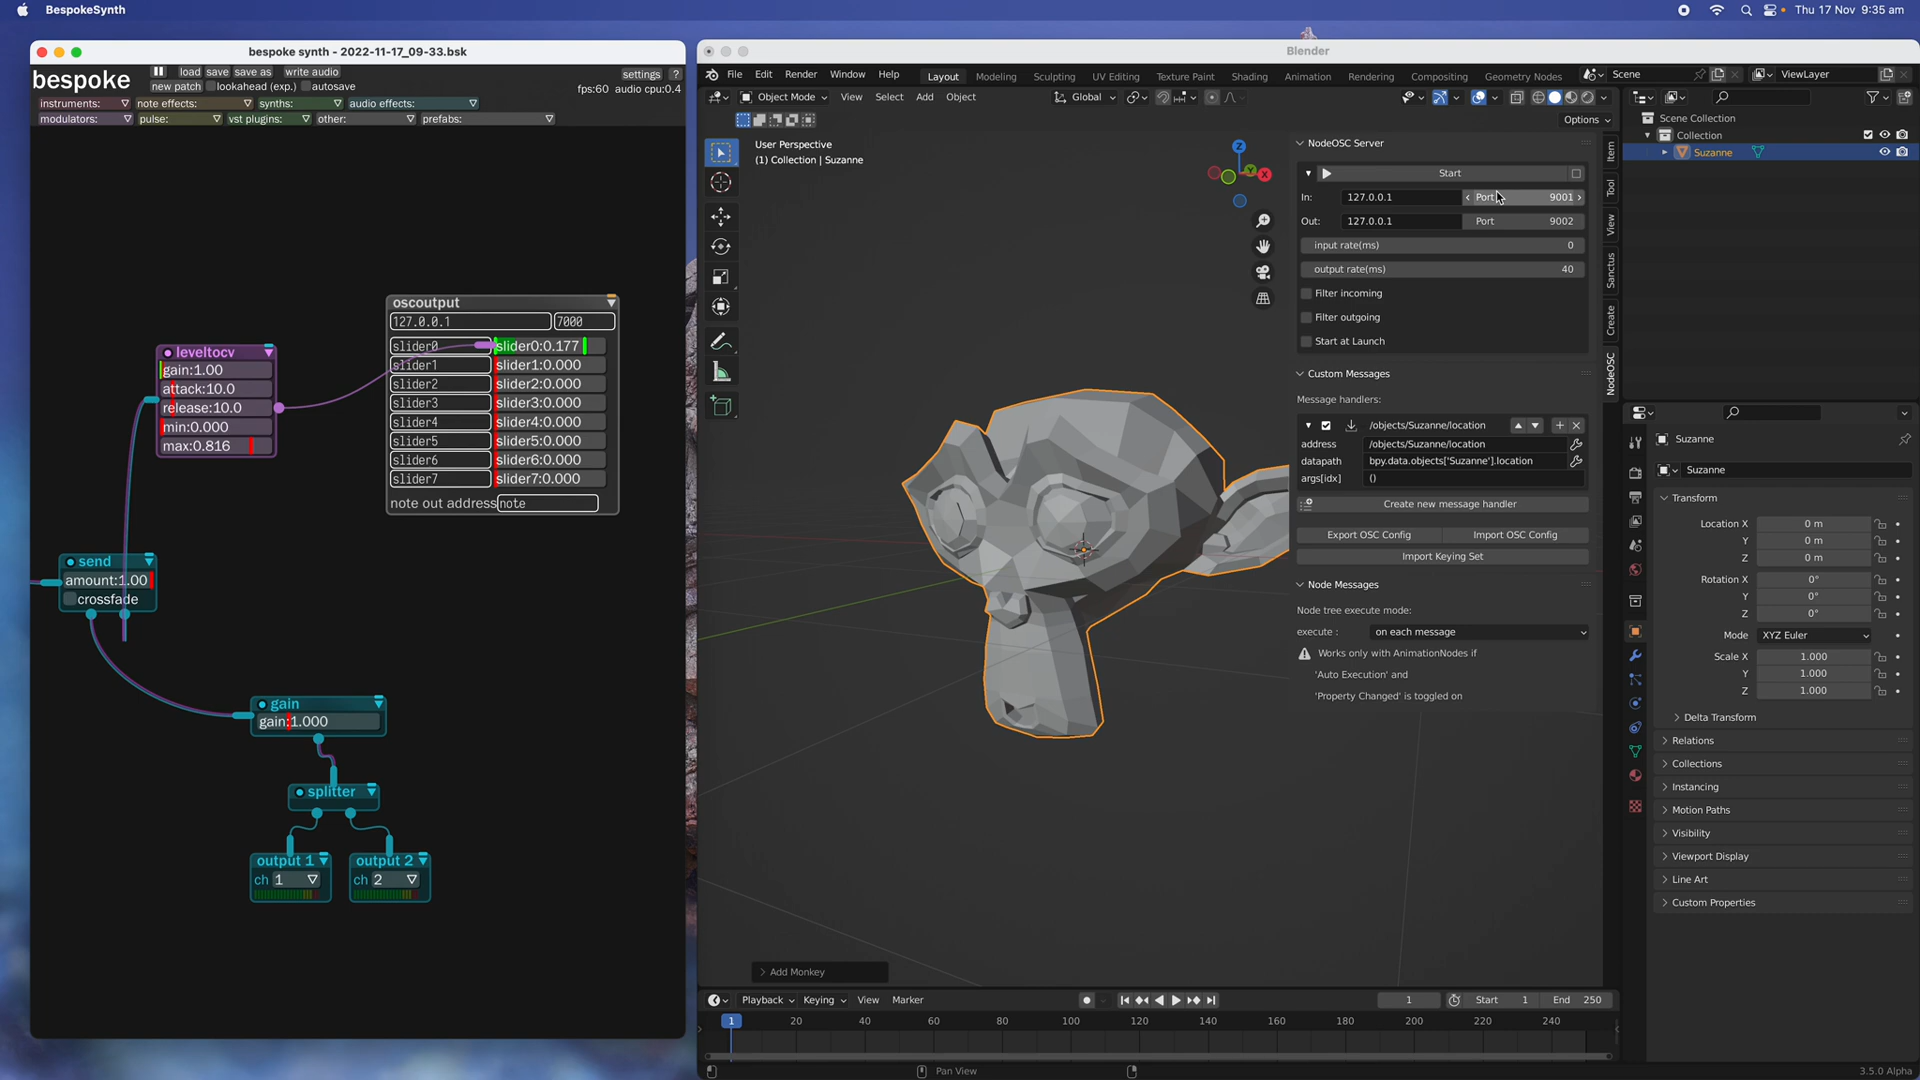 BespokeSynth
Thu 17 Nov 9:35 am
bespoke synth - 2022-11-17_09-33.bsk
bespoke
load save save as write audio
settings ?
new patch lookahead (exp.) autosave
fps:60 audio cpu:0.4
instruments: note effects: synths: audio effects:
modulators: pulse: vst plugins: other: prefabs:
oscoutput
127.0.0.1 7000
slider0 slider0:0.177
slider1 slider1:0.000
slider2 slider2:0.000
slider3 slider3:0.000
slider4 slider4:0.000
slider5 slider5:0.000
slider6 slider6:0.000
slider7 slider7:0.000
note out address note
leveltocv
gain:1.00
attack:10.0
release:10.0
min:0.000
max:0.816
send
amount:1.00
crossfade
gain
gain:1.000
splitter
output 1 output 2
ch 1 ch 2
Blender
File Edit Render Window Help Layout Modeling Sculpting UV Editing Texture Paint Shading Animation Rendering Compositing Geometry Nodes Scene ViewLayer
Object Mode View Select Add Object Global
Options
User Perspective
(1) Collection | Suzanne
Z
Y
X
NodeOSC Server
Start
In: 127.0.0.1 Port 9001
Out: 127.0.0.1 Port 9002
input rate(ms) 0
output rate(ms) 40
Filter incoming
Filter outgoing
Start at Launch
Custom Messages
Message handlers:
/objects/Suzanne/location
address /objects/Suzanne/location
datapath bpy.data.objects['Suzanne'].location
args[idx] ()
Create new message handler
Export OSC Config Import OSC Config
Import Keying Set
Node Messages
Node tree execute mode:
execute : on each message
Works only with AnimationNodes if
'Auto Execution' and
'Property Changed' is toggled on
Item
Tool
View
Sanctus
Create
NodeOSC
Add Monkey
Scene Collection
Collection
Suzanne
Suzanne
Suzanne
Transform
Location X 0 m
Y 0 m
Z 0 m
Rotation X 0°
Y 0°
Z 0°
Mode XYZ Euler
Scale X 1.000
Y 1.000
Z 1.000
Delta Transform
Relations
Collections
Instancing
Motion Paths
Visibility
Viewport Display
Line Art
Custom Properties
Playback Keying View Marker
1 Start 1 End 250
1 20 40 60 80 100 120 140 160 180 200 220 240
Pan View
3.5.0 Alpha